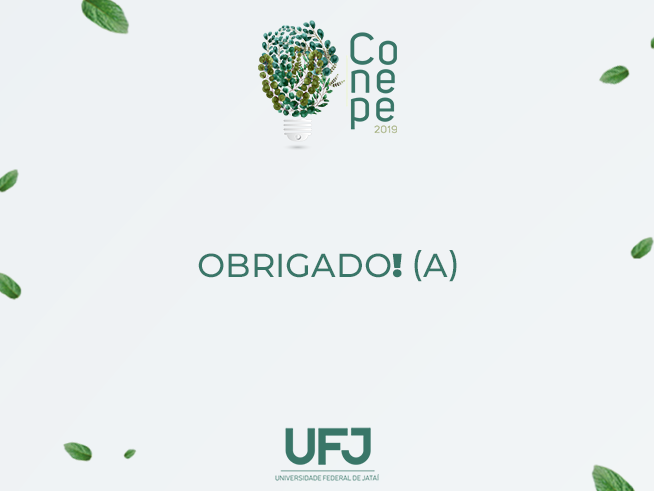 Co
ne
pe
2019
OBRIGADO! (A)
UFJ
UNIVERSIDADE FEDERAL DE JATAÍ